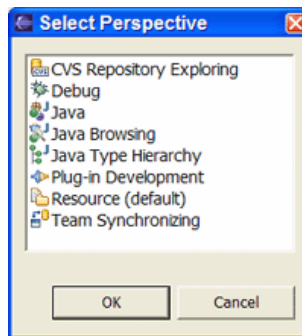 Select Perspective
CVS CVS Repository Exploring
Debug
Java
Java Browsing
Java Type Hierarchy
Plug-in Development
Resource (default)
Team Synchronizing
OK
Cancel